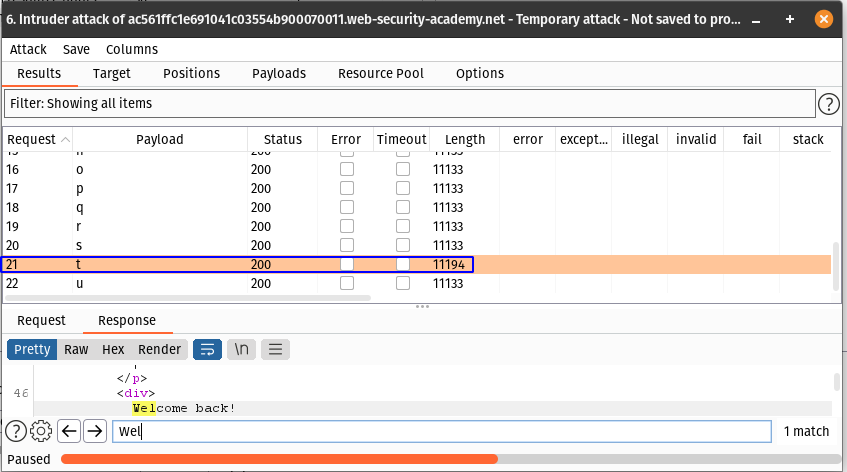 6. Intruder attack of ac561ffc1e691041c03554b900070011.web-security-academy.net - Temporary attack - Not saved to pro...
Attack Save Columns
Results Target Positions Payloads Resource Pool Options
Filter: Showing all items
?
Request Payload Status Error Timeout Length error except... illegal invalid fail stack
15 n 200 11133
16 o 200 11133
17 p 200 11133
18 q 200 11133
19 r 200 11133
20 s 200 11133
21 t 200 11194
22 u 200 11133
Request Response
Pretty Raw Hex Render \n
</p>
46 <div>
Welcome back!
? Wel 1 match
Paused